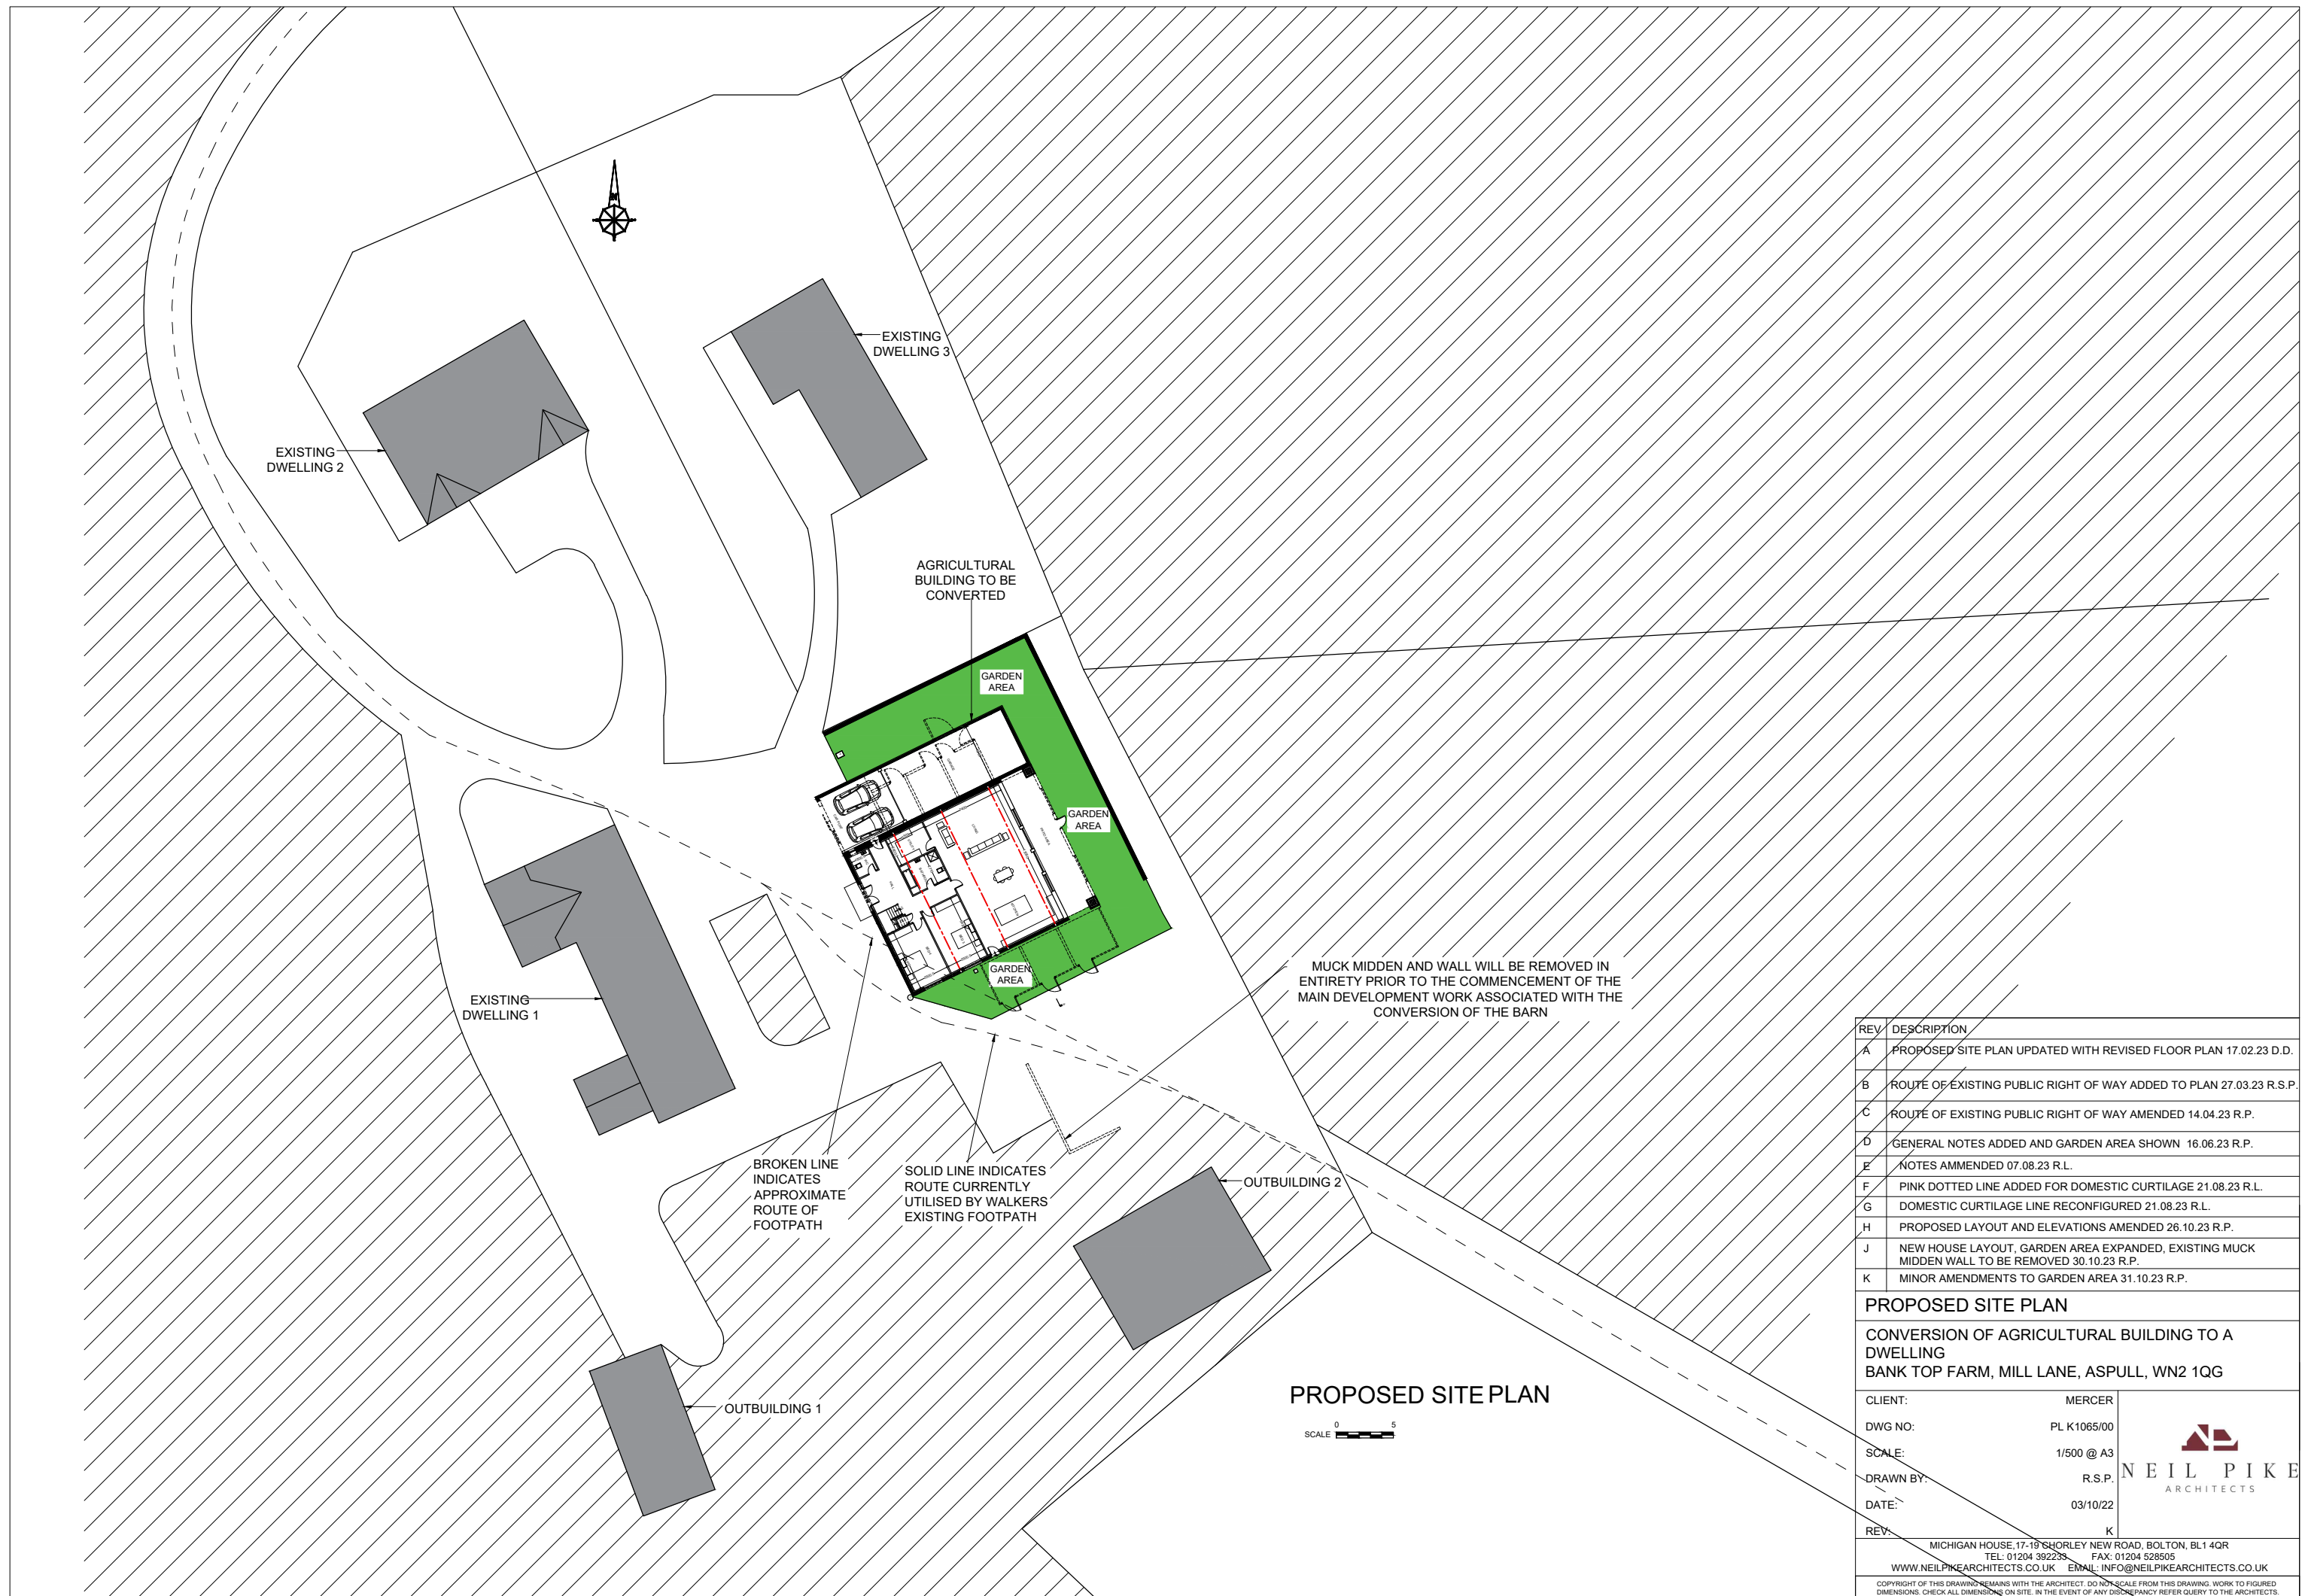 N
EXISTING
DWELLING 3
EXISTING
DWELLING 2
AGRICULTURAL
BUILDING TO BE
CONVERTED
GARDEN
AREA
GARDEN
AREA
GARDEN
AREA
EXISTING
DWELLING 1
MUCK MIDDEN AND WALL WILL BE REMOVED IN
ENTIRETY PRIOR TO THE COMMENCEMENT OF THE
MAIN DEVELOPMENT WORK ASSOCIATED WITH THE
CONVERSION OF THE BARN
BROKEN LINE
INDICATES
APPROXIMATE
ROUTE OF
FOOTPATH
SOLID LINE INDICATES
ROUTE CURRENTLY
UTILISED BY WALKERS
EXISTING FOOTPATH
OUTBUILDING 2
OUTBUILDING 1
PROPOSED SITE PLAN
SCALE 0 5
REV DESCRIPTION
A PROPOSED SITE PLAN UPDATED WITH REVISED FLOOR PLAN 17.02.23 D.D.
B ROUTE OF EXISTING PUBLIC RIGHT OF WAY ADDED TO PLAN 27.03.23 R.S.P.
C ROUTE OF EXISTING PUBLIC RIGHT OF WAY AMENDED 14.04.23 R.P.
D GENERAL NOTES ADDED AND GARDEN AREA SHOWN 16.06.23 R.P.
E NOTES AMMENDED 07.08.23 R.L.
F PINK DOTTED LINE ADDED FOR DOMESTIC CURTILAGE 21.08.23 R.L.
G DOMESTIC CURTILAGE LINE RECONFIGURED 21.08.23 R.L.
H PROPOSED LAYOUT AND ELEVATIONS AMENDED 26.10.23 R.P.
J NEW HOUSE LAYOUT, GARDEN AREA EXPANDED, EXISTING MUCK
MIDDEN WALL TO BE REMOVED 30.10.23 R.P.
K MINOR AMENDMENTS TO GARDEN AREA 31.10.23 R.P.
PROPOSED SITE PLAN
CONVERSION OF AGRICULTURAL BUILDING TO A
DWELLING
BANK TOP FARM, MILL LANE, ASPULL, WN2 1QG
CLIENT: MERCER
DWG NO: PL K1065/00
SCALE: 1/500 @ A3
DRAWN BY: R.S.P.
DATE: 03/10/22
REV: K
NEIL PIKE
ARCHITECTS
MICHIGAN HOUSE,17-19 CHORLEY NEW ROAD, BOLTON, BL1 4QR
TEL: 01204 392233 FAX: 01204 528505
WWW.NEILPIKEARCHITECTS.CO.UK EMAIL: INFO@NEILPIKEARCHITECTS.CO.UK
COPYRIGHT OF THIS DRAWING REMAINS WITH THE ARCHITECT. DO NOT SCALE FROM THIS DRAWING. WORK TO FIGURED
DIMENSIONS. CHECK ALL DIMENSIONS ON SITE. IN THE EVENT OF ANY DISCREPANCY REFER QUERY TO THE ARCHITECTS.